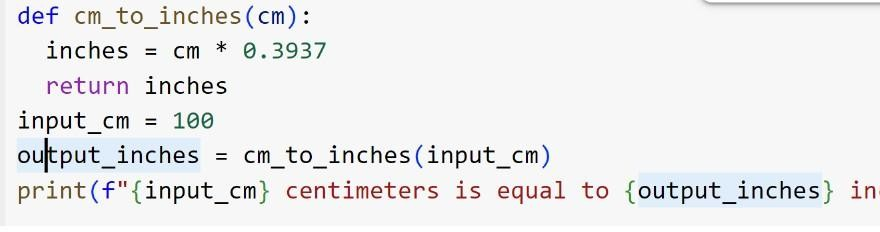 def cm_to_inches(cm):
  inches = cm * 0.3937
  return inches
input_cm = 100
output_inches = cm_to_inches(input_cm)
print(f"{input_cm} centimeters is equal to {output_inches}